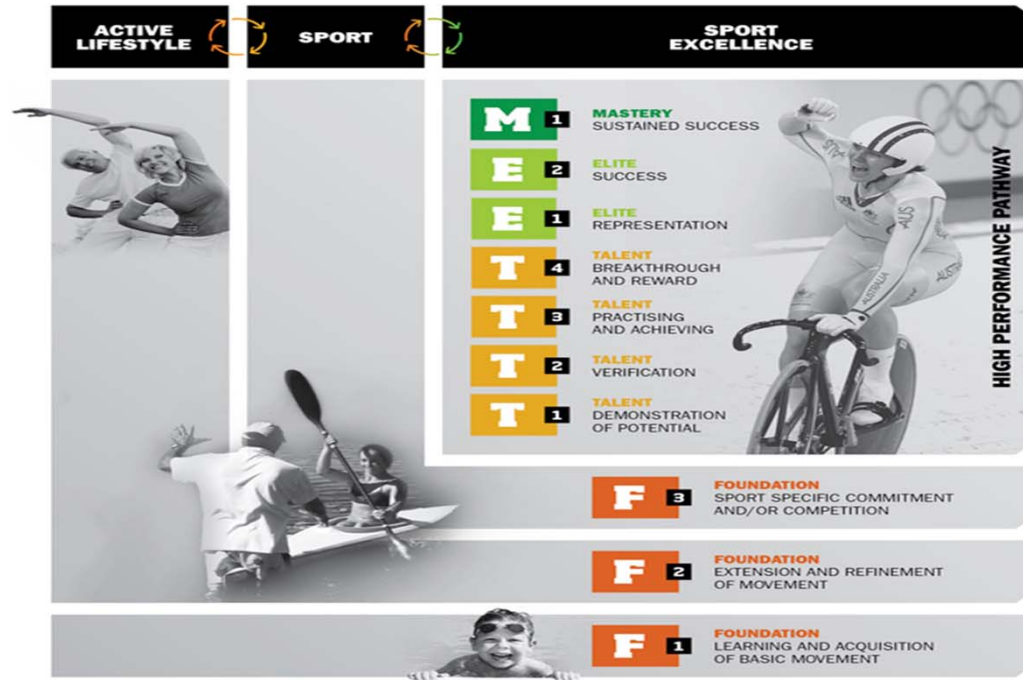 ACTIVE
LIFESTYLE
SPORT
SPORT
EXCELLENCE
M 1 MASTERY
SUSTAINED SUCCESS
E 2 ELITE
SUCCESS
E 1 ELITE
REPRESENTATION
T 4 TALENT
BREAKTHROUGH
AND REWARD
T 3 TALENT
PRACTISING
AND ACHIEVING
T 2 TALENT
VERIFICATION
T 1 TALENT
DEMONSTRATION
OF POTENTIAL
HIGH PERFORMANCE PATHWAY
AUS
AUSTRALIA
F 3 FOUNDATION
SPORT SPECIFIC COMMITMENT
AND/OR COMPETITION
F 2 FOUNDATION
EXTENSION AND REFINEMENT
OF MOVEMENT
F 1 FOUNDATION
LEARNING AND ACQUISITION
OF BASIC MOVEMENT